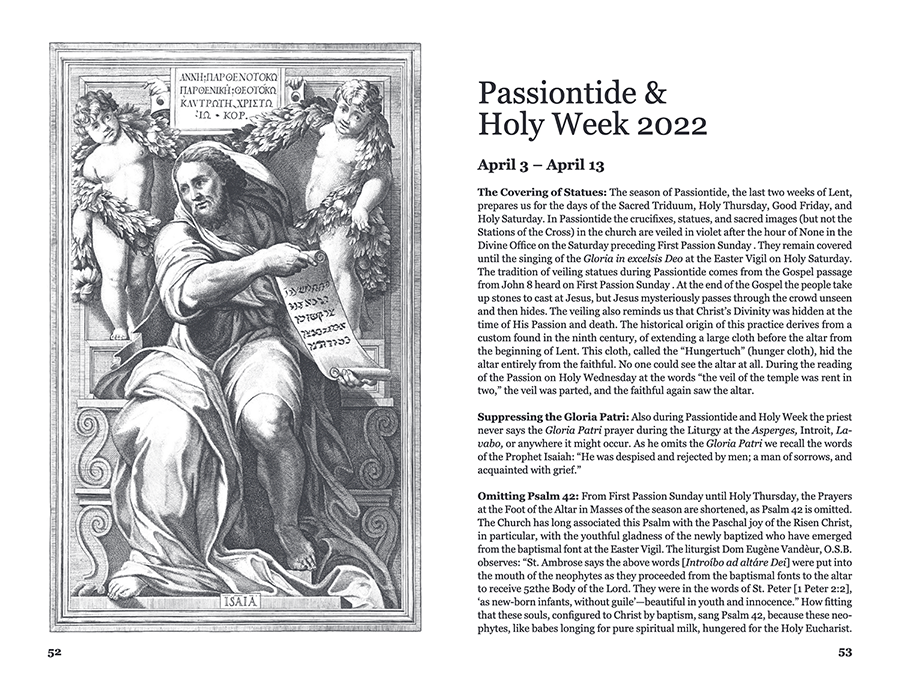 ΑΝΝΗ;ΠΑΡΘΕΝΟΤΟΚΩ
ΠΑΡΘΕΝΙΚΗ;ΘΕΟΤΟΚΩ
ΚΛΥΤΡΩΤΗ,ΧΡΙΣΤΩ
ΙΩ • ΚΟΡ.
ISAIA
52
Passiontide &
Holy Week 2022
April 3 – April 13
The Covering of Statues: The season of Passiontide, the last two weeks of Lent,
prepares us for the days of the Sacred Triduum, Holy Thursday, Good Friday, and
Holy Saturday. In Passiontide the crucifixes, statues, and sacred images (but not the
Stations of the Cross) in the church are veiled in violet after the hour of None in the
Divine Office on the Saturday preceding First Passion Sunday . They remain covered
until the singing of the Gloria in excelsis Deo at the Easter Vigil on Holy Saturday.
The tradition of veiling statues during Passiontide comes from the Gospel passage
from John 8 heard on First Passion Sunday . At the end of the Gospel the people take
up stones to cast at Jesus, but Jesus mysteriously passes through the crowd unseen
and then hides. The veiling also reminds us that Christ's Divinity was hidden at the
time of His Passion and death. The historical origin of this practice derives from a
custom found in the ninth century, of extending a large cloth before the altar from
the beginning of Lent. This cloth, called the “Hungertuch” (hunger cloth), hid the
altar entirely from the faithful. No one could see the altar at all. During the reading
of the Passion on Holy Wednesday at the words “the veil of the temple was rent in
two,” the veil was parted, and the faithful again saw the altar.
Suppressing the Gloria Patri: Also during Passiontide and Holy Week the priest
never says the Gloria Patri prayer during the Liturgy at the Asperges, Introit, La-
vabo, or anywhere it might occur. As he omits the Gloria Patri we recall the words
of the Prophet Isaiah: “He was despised and rejected by men; a man of sorrows, and
acquainted with grief.”
Omitting Psalm 42: From First Passion Sunday until Holy Thursday, the Prayers
at the Foot of the Altar in Masses of the season are shortened, as Psalm 42 is omitted.
The Church has long associated this Psalm with the Paschal joy of the Risen Christ,
in particular, with the youthful gladness of the newly baptized who have emerged
from the baptismal font at the Easter Vigil. The liturgist Dom Eugène Vandèur, O.S.B.
observes: “St. Ambrose says the above words [Introíbo ad altáre Dei] were put into
the mouth of the neophytes as they proceeded from the baptismal fonts to the altar
to receive 52the Body of the Lord. They were in the words of St. Peter [1 Peter 2:2],
‘as new-born infants, without guile’—beautiful in youth and innocence.” How fitting
that these souls, configured to Christ by baptism, sang Psalm 42, because these neo-
phytes, like babes longing for pure spiritual milk, hungered for the Holy Eucharist.
53